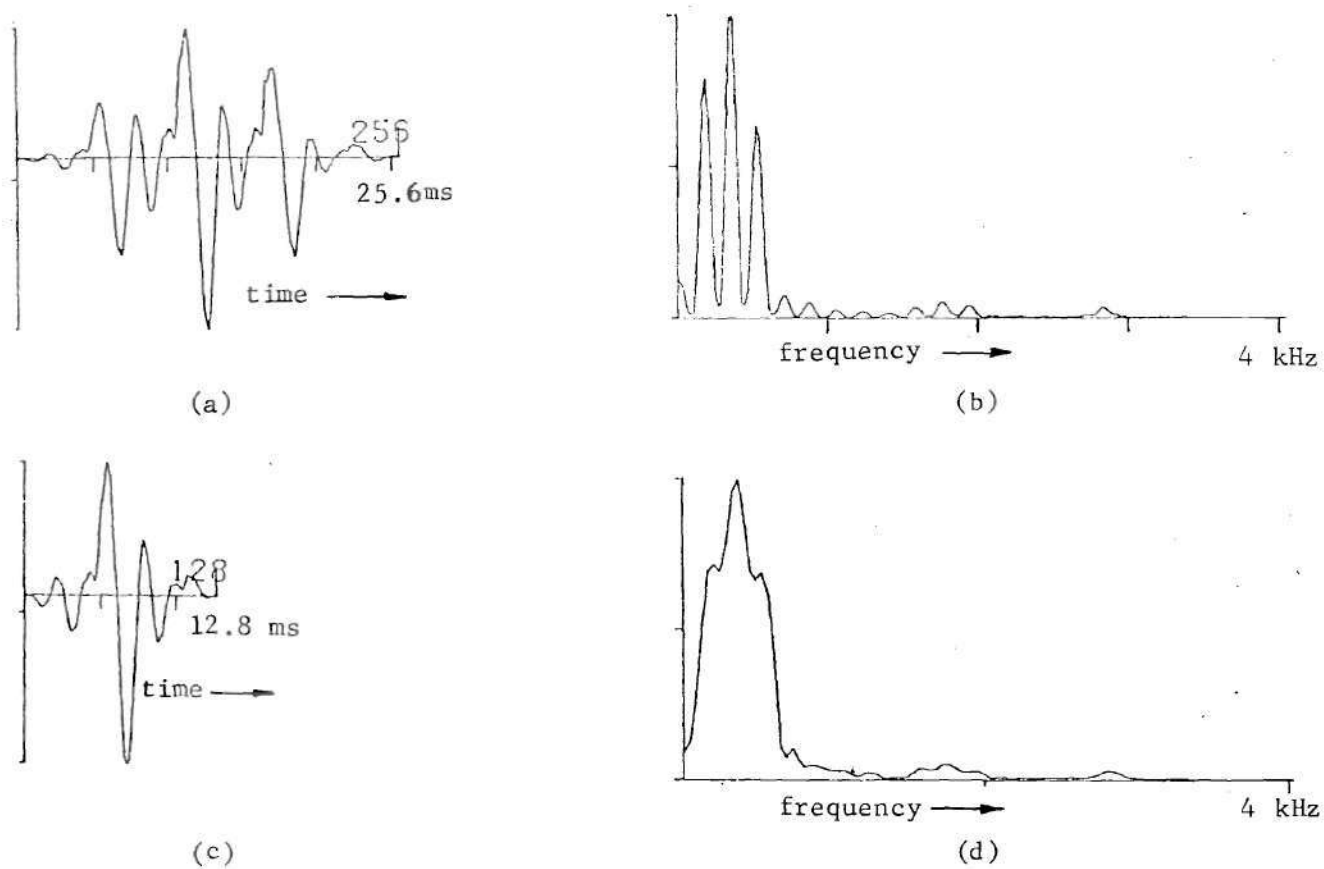 256
25.6ms
time
(a)
frequency
4 kHz
(b)
128
12.8 ms
time
(c)
frequency
4 kHz
(d)